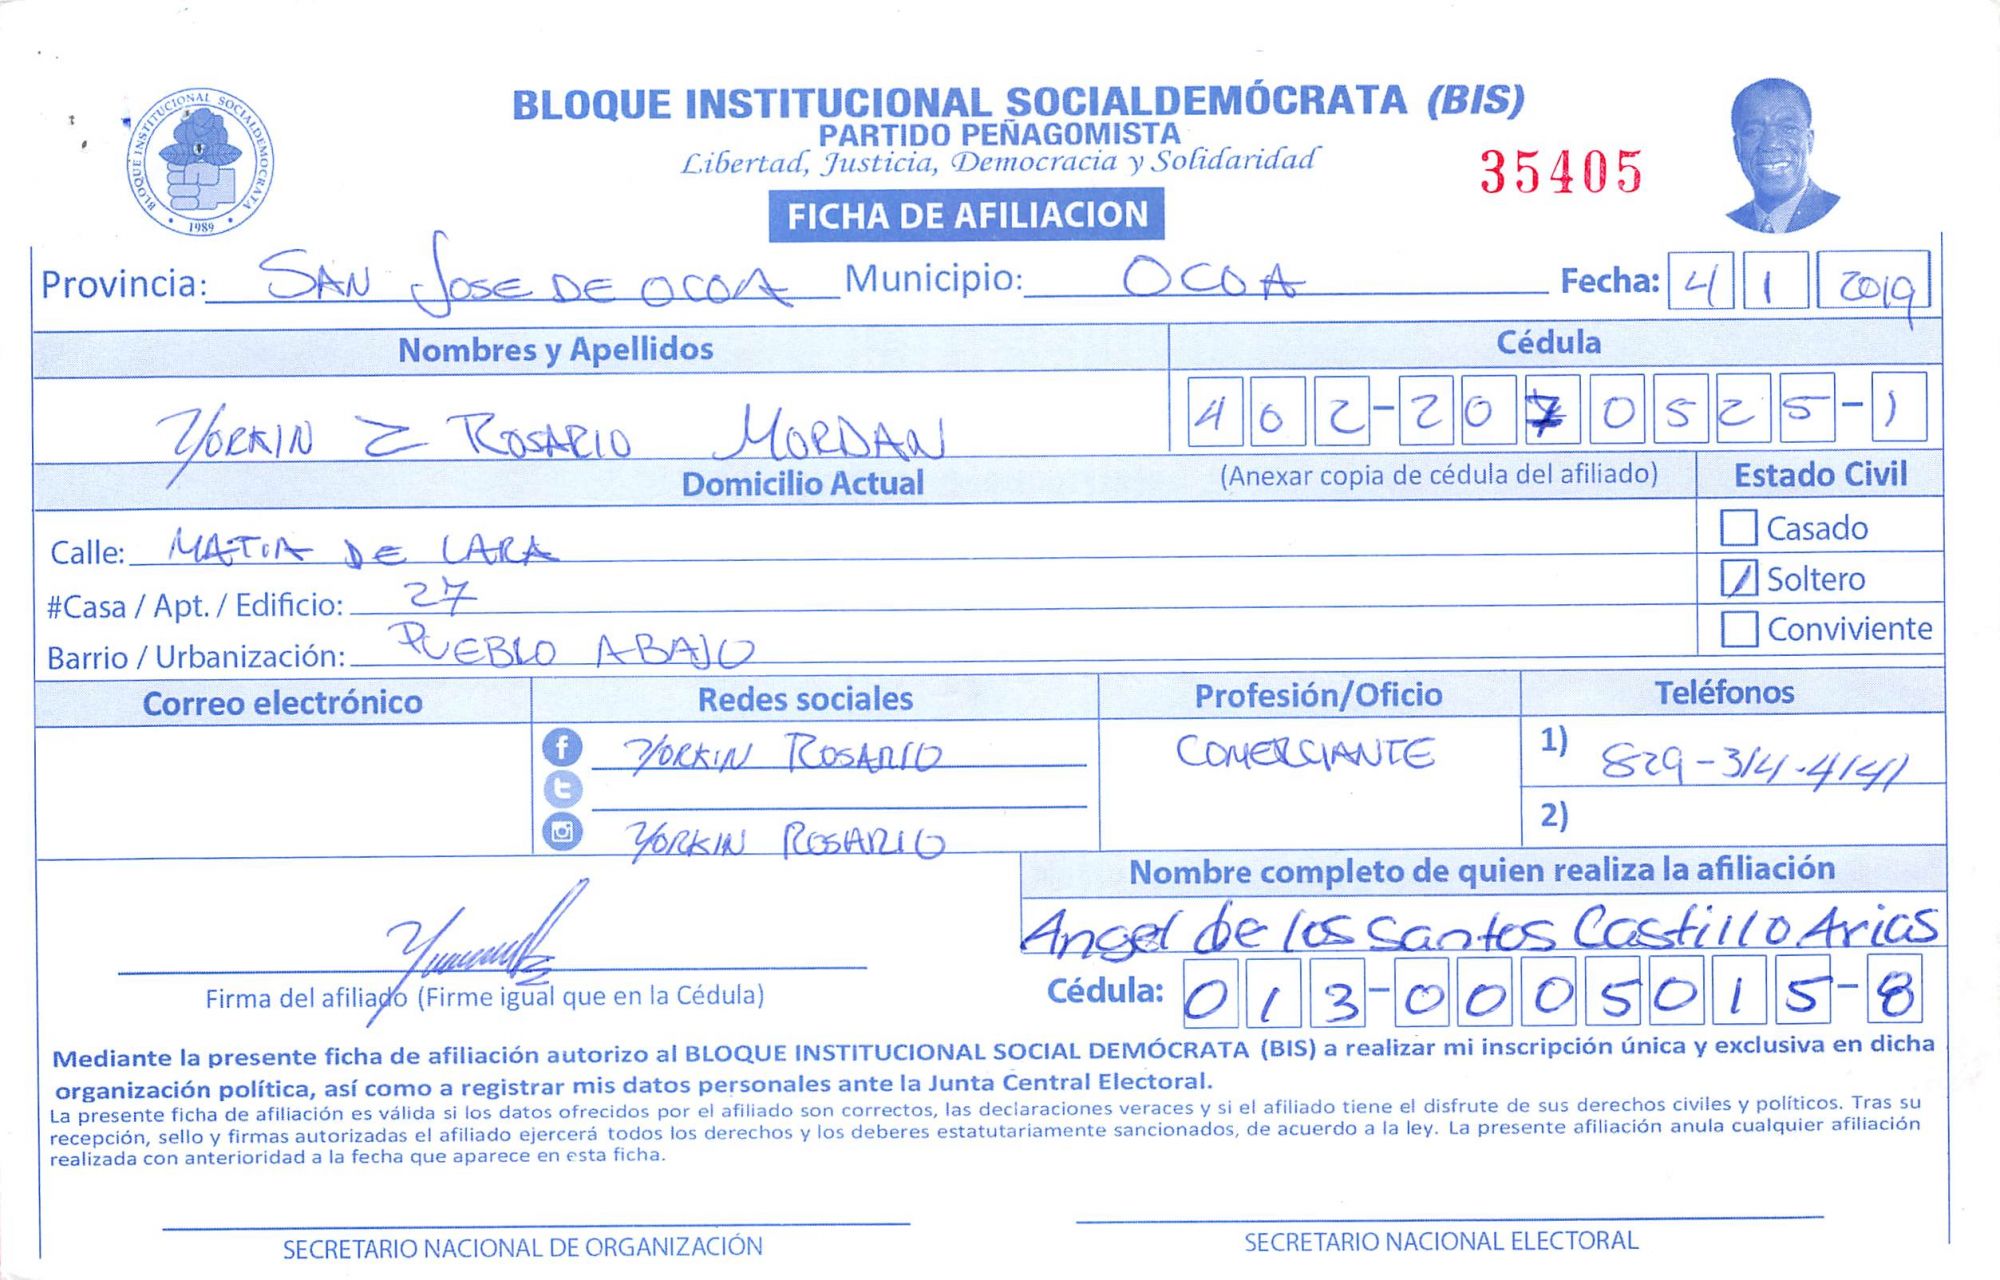 BLOQUE INSTITUCIONAL SOCIALDEMOCRATA
1989
BLOQUE INSTITUCIONAL SOCIALDEMÓCRATA (BIS)
PARTIDO PEÑAGOMISTA
Libertad, Justicia, Democracia y Solidaridad
35405
FICHA DE AFILIACION
Provincia: SAN JOSE DE OCOA Municipio: OCOA Fecha: 4 1 2019
Nombres y Apellidos Cédula
YORKIN Z ROSARIO MORDAN 402-2070525-1
Domicilio Actual (Anexar copia de cédula del afiliado) Estado Civil
Calle: MATIA DE LARA Casado
#Casa / Apt. / Edificio: 27 Soltero
Barrio / Urbanización: PUEBLO ABAJO Conviviente
Correo electrónico Redes sociales Profesión/Oficio Teléfonos
YORKIN ROSARIO COMERCIANTE 1) 829-314-4141
2)
YORKIN ROSARIO
Nombre completo de quien realiza la afiliación
Angel de los Santos Castillo Arias
Firma del afiliado (Firme igual que en la Cédula) Cédula: 013-0005015-8
Mediante la presente ficha de afiliación autorizo al BLOQUE INSTITUCIONAL SOCIAL DEMÓCRATA (BIS) a realizar mi inscripción única y exclusiva en dicha
organización política, así como a registrar mis datos personales ante la Junta Central Electoral.
La presente ficha de afiliación es válida si los datos ofrecidos por el afiliado son correctos, las declaraciones veraces y si el afiliado tiene el disfrute de sus derechos civiles y políticos. Tras su
recepción, sello y firmas autorizadas el afiliado ejercerá todos los derechos y los deberes estatutariamente sancionados, de acuerdo a la ley. La presente afiliación anula cualquier afiliación
realizada con anterioridad a la fecha que aparece en esta ficha.
SECRETARIO NACIONAL DE ORGANIZACIÓN SECRETARIO NACIONAL ELECTORAL